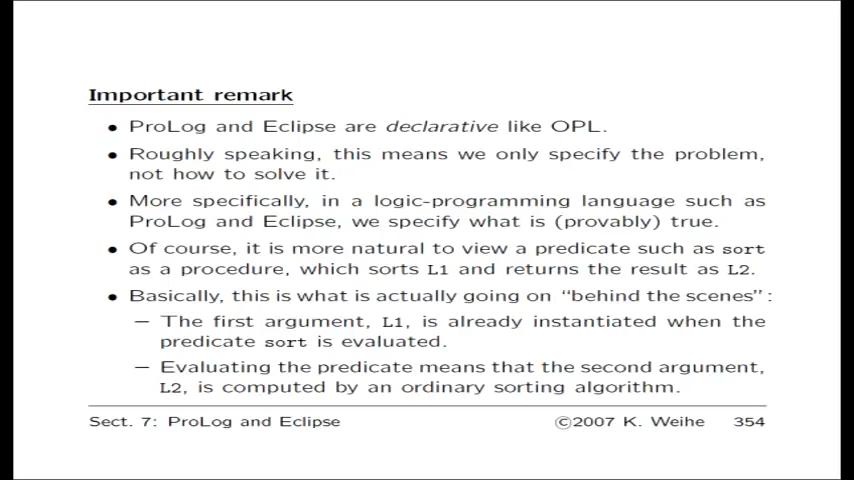 Important remark
• ProLog and Eclipse are declarative like OPL.
• Roughly speaking, this means we only specify the problem,
not how to solve it.
• More specifically, in a logic-programming language such as
ProLog and Eclipse, we specify what is (provably) true.
• Of course, it is more natural to view a predicate such as sort
as a procedure, which sorts L1 and returns the result as L2.
• Basically, this is what is actually going on “behind the scenes”:
– The first argument, L1, is already instantiated when the
predicate sort is evaluated.
– Evaluating the predicate means that the second argument,
L2, is computed by an ordinary sorting algorithm.
Sect. 7: ProLog and Eclipse ©2007 K. Weihe 354